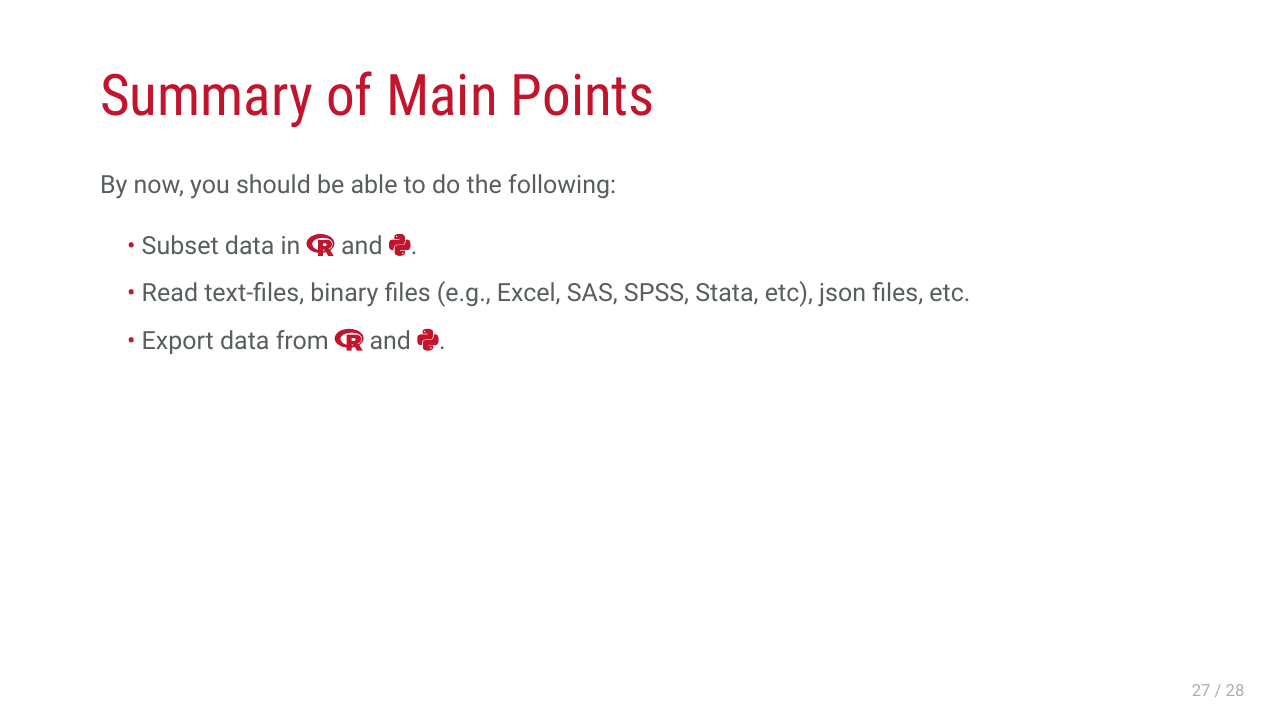 Summary of Main Points
By now, you should be able to do the following:
• Subset data in R and .
• Read text-files, binary files (e.g., Excel, SAS, SPSS, Stata, etc), json files, etc.
• Export data from R and .
27 / 28